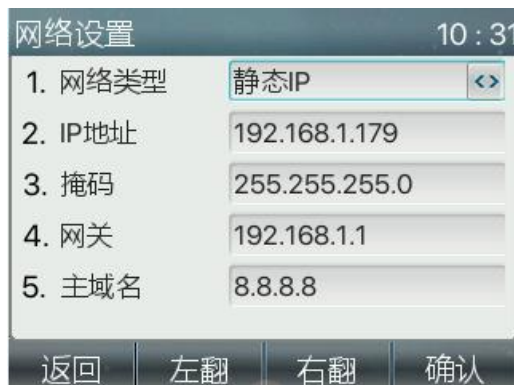 网络设置 10 : 31
1. 网络类型 静态IP <>
2. IP地址 192.168.1.179
3. 掩码 255.255.255.0
4. 网关 192.168.1.1
5. 主域名 8.8.8.8
返回 左翻 右翻 确认